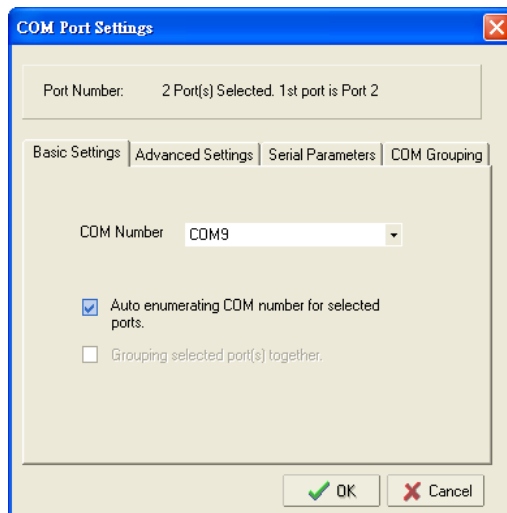 COM Port Settings
Port Number: 2 Port(s) Selected. 1st port is Port 2
Basic Settings Advanced Settings Serial Parameters COM Grouping
COM Number COM9
Auto enumerating COM number for selected
ports.
Grouping selected port(s) together.
OK Cancel